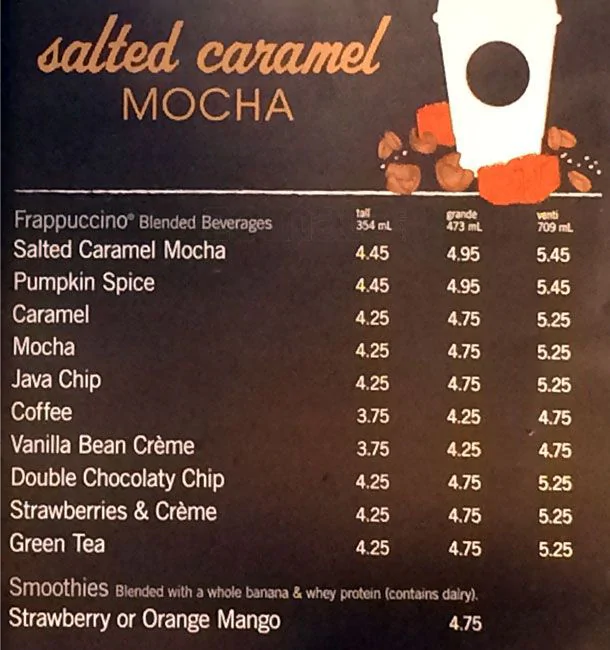 salted caramel
MOCHA
Frappuccino® Blended Beverages tall 354 mL grande 473 mL venti 709 mL
Salted Caramel Mocha 4.45 4.95 5.45
Pumpkin Spice 4.45 4.95 5.45
Caramel 4.25 4.75 5.25
Mocha 4.25 4.75 5.25
Java Chip 4.25 4.75 5.25
Coffee 3.75 4.25 4.75
Vanilla Bean Crème 3.75 4.25 4.75
Double Chocolaty Chip 4.25 4.75 5.25
Strawberries & Crème 4.25 4.75 5.25
Green Tea 4.25 4.75 5.25
Smoothies Blended with a whole banana & whey protein (contains dairy).
Strawberry or Orange Mango 4.75